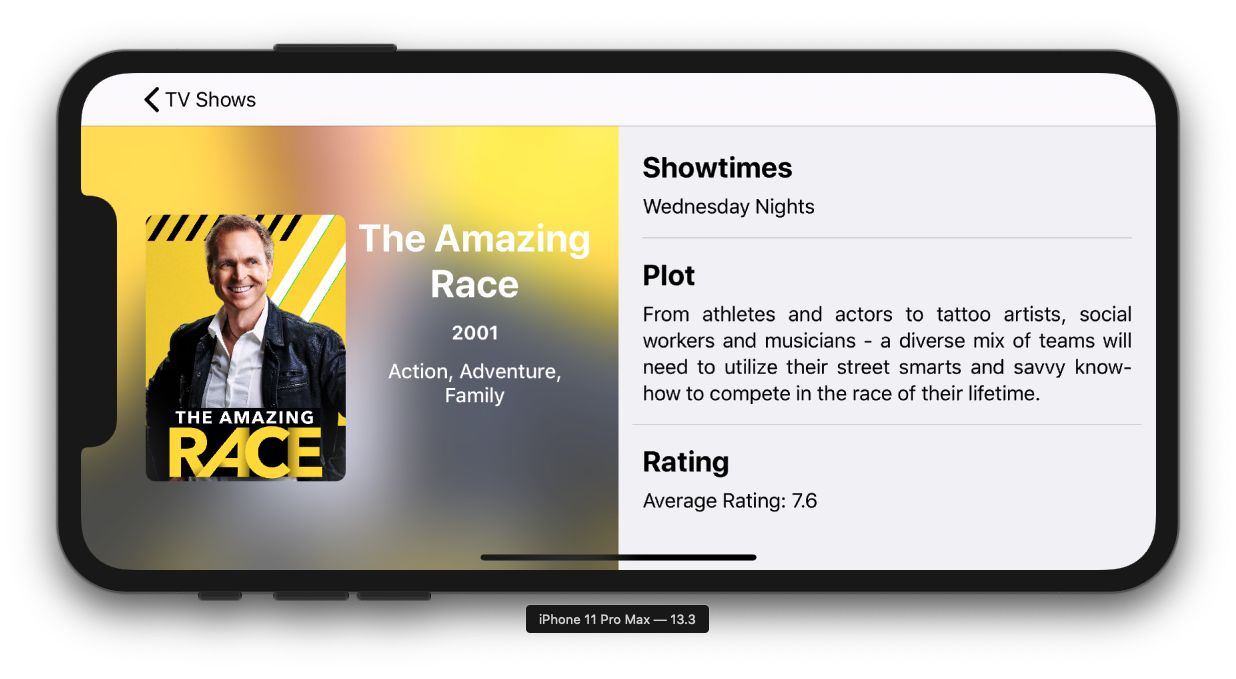 TV Shows
THE AMAZING
RACE
The Amazing
Race
2001
Action, Adventure,
Family
Showtimes
Wednesday Nights
Plot
From athletes and actors to tattoo artists, social
workers and musicians - a diverse mix of teams will
need to utilize their street smarts and savvy know-
how to compete in the race of their lifetime.
Rating
Average Rating: 7.6
iPhone 11 Pro Max — 13.3